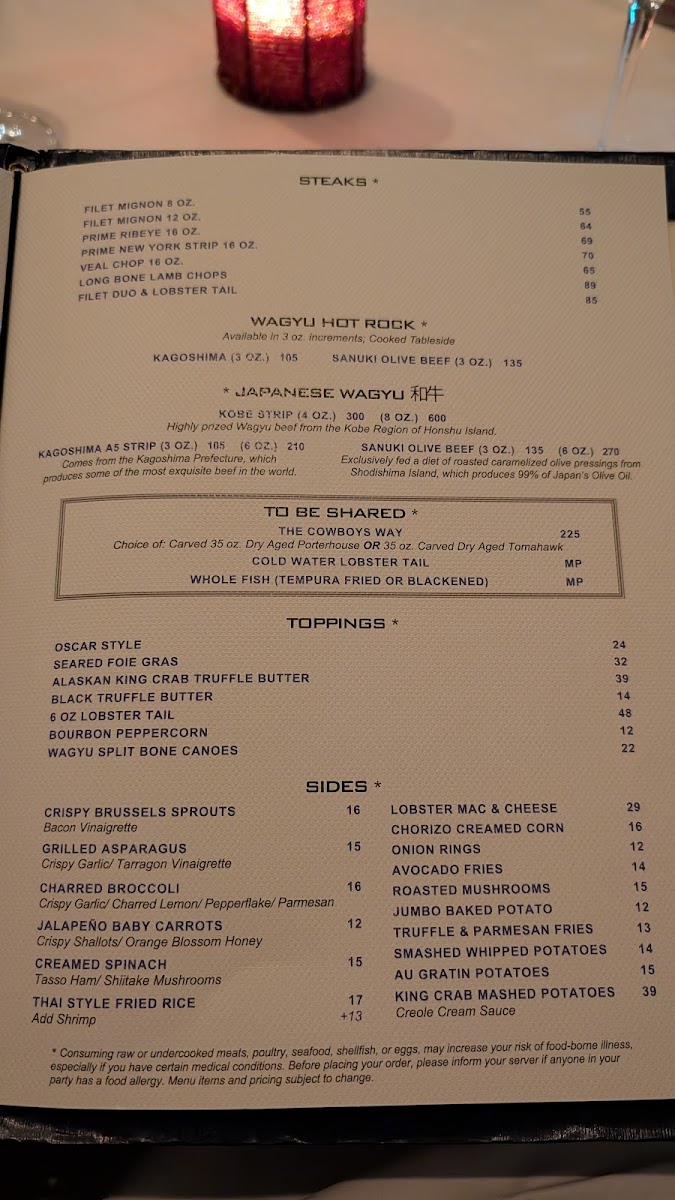 STEAKS *
FILET MIGNON 8 OZ. 55
FILET MIGNON 12 OZ. 64
PRIME RIBEYE 16 OZ. 69
PRIME NEW YORK STRIP 16 OZ. 70
VEAL CHOP 16 OZ. 65
LONG BONE LAMB CHOPS 89
FILET DUO & LOBSTER TAIL 85
WAGYU HOT ROCK *
Available in 3 oz. increments; Cooked Tableside
KAGOSHIMA (3 OZ.) 105 SANUKI OLIVE BEEF (3 OZ.) 135
* JAPANESE WAGYU 和牛
KOBE STRIP (4 OZ.) 300 (8 OZ.) 600
Highly prized Wagyu beef from the Kobe Region of Honshu Island.
KAGOSHIMA A5 STRIP (3 OZ.) 105 (6 OZ.) 210
Comes from the Kagoshima Prefecture, which
produces some of the most exquisite beef in the world.
SANUKI OLIVE BEEF (3 OZ.) 135 (6 OZ.) 270
Exclusively fed a diet of roasted caramelized olive pressings from
Shodishima Island, which produces 99% of Japan's Olive Oil.
TO BE SHARED *
THE COWBOYS WAY 225
Choice of: Carved 35 oz. Dry Aged Porterhouse OR 35 oz. Carved Dry Aged Tomahawk
COLD WATER LOBSTER TAIL MP
WHOLE FISH (TEMPURA FRIED OR BLACKENED) MP
TOPPINGS *
OSCAR STYLE 24
SEARED FOIE GRAS 32
ALASKAN KING CRAB TRUFFLE BUTTER 39
BLACK TRUFFLE BUTTER 14
6 OZ LOBSTER TAIL 48
BOURBON PEPPERCORN 12
WAGYU SPLIT BONE CANOES 22
SIDES *
CRISPY BRUSSELS SPROUTS 16
Bacon Vinaigrette
GRILLED ASPARAGUS 15
Crispy Garlic/ Tarragon Vinaigrette
CHARRED BROCCOLI 16
Crispy Garlic/ Charred Lemon/ Pepperflake/ Parmesan
JALAPEÑO BABY CARROTS 12
Crispy Shallots/ Orange Blossom Honey
CREAMED SPINACH 15
Tasso Ham/ Shiitake Mushrooms
THAI STYLE FRIED RICE 17
Add Shrimp +13
LOBSTER MAC & CHEESE 29
CHORIZO CREAMED CORN 16
ONION RINGS 12
AVOCADO FRIES 14
ROASTED MUSHROOMS 15
JUMBO BAKED POTATO 12
TRUFFLE & PARMESAN FRIES 13
SMASHED WHIPPED POTATOES 14
AU GRATIN POTATOES 15
KING CRAB MASHED POTATOES 39
Creole Cream Sauce
* Consuming raw or undercooked meats, poultry, seafood, shellfish, or eggs, may increase your risk of food-borne illness,
especially if you have certain medical conditions. Before placing your order, please inform your server if anyone in your
party has a food allergy. Menu items and pricing subject to change.